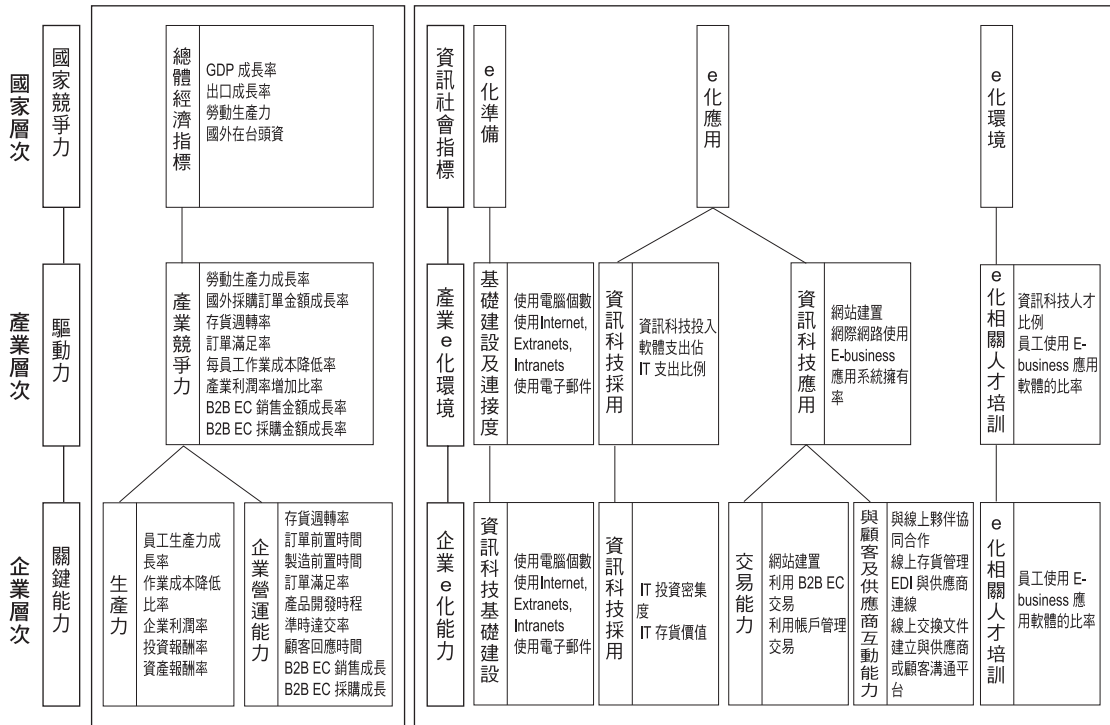 國家層次
國家競爭力
總體經濟指標
GDP 成長率
出口成長率
勞動生產力
國外在台頭資
資訊社會指標
e化準備
e化應用
e化環境
產業層次
驅動力
產業競爭力
勞動生產力成長率
國外採購訂單金額成長率
存貨週轉率
訂單滿足率
每員工作業成本降低率
產業利潤率增加比率
B2B EC 銷售金額成長率
B2B EC 採購金額成長率
產業e化環境
基礎建設及連接度
使用電腦個數
使用Internet,
Extranets,
Intranets
使用電子郵件
資訊科技採用
資訊科技投入
軟體支出佔
IT 支出比例
資訊科技應用
網站建置
網際網路使用
E-business
應用系統擁有
率
e化相關人才培訓
資訊科技人才
比例
員工使用 E-
business 應用
軟體的比率
企業層次
關鍵能力
生產力
員工生產力成
長率
作業成本降低
比率
企業利潤率
投資報酬率
資產報酬率
企業營運能力
存貨週轉率
訂單前置時間
製造前置時間
訂單滿足率
產品開發時程
準時達交率
顧客回應時間
B2B EC 銷售成長
B2B EC 採購成長
企業e化能力
資訊科技基礎建設
使用電腦個數
使用Internet,
Extranets,
Intranets
使用電子郵件
資訊科技採用
IT 投資密集
度
IT 存貨價值
交易能力
網站建置
利用 B2B EC
交易
利用帳戶管理
交易
與顧客及供應商互動能力
與線上夥伴協
同合作
線上存貨管理
EDI 與供應商
連線
線上交換文件
建立與供應商
或顧客溝通平
台
e化相關人才培訓
員工使用 E-
business 應
用軟體的比率